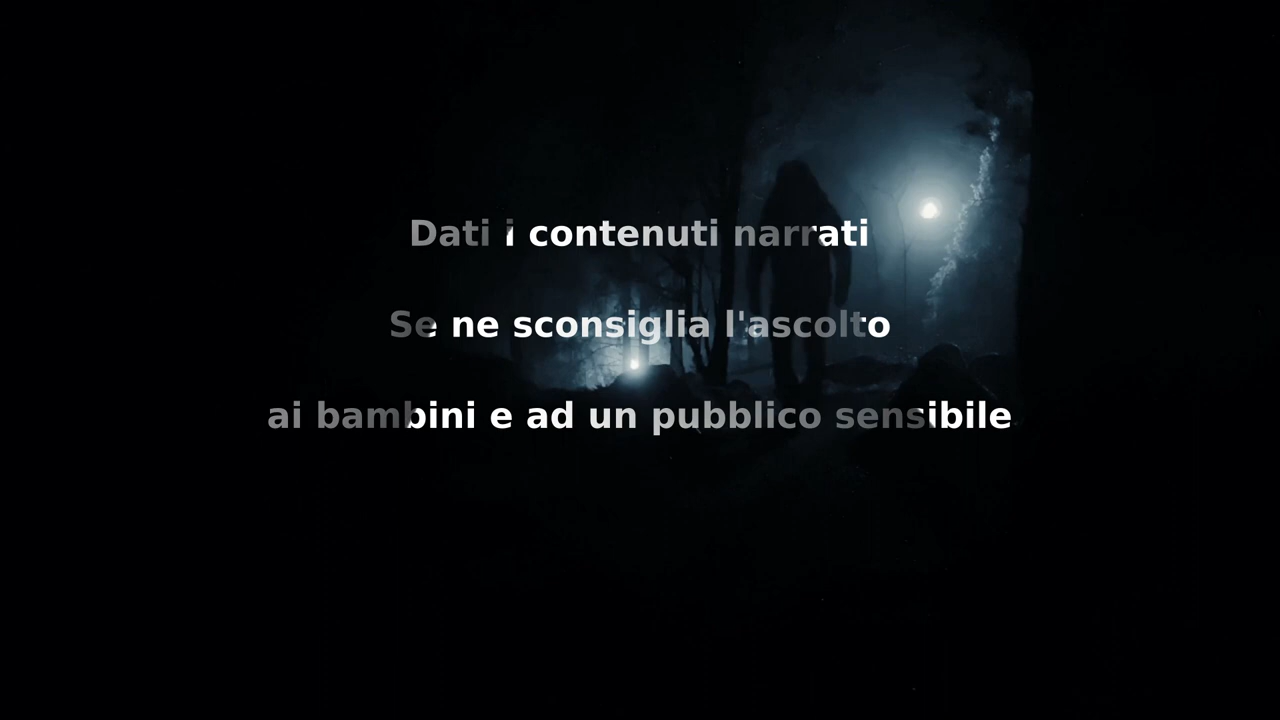 Dati i contenuti narrati
Se ne sconsiglia l'ascolto
ai bambini e ad un pubblico sensibile